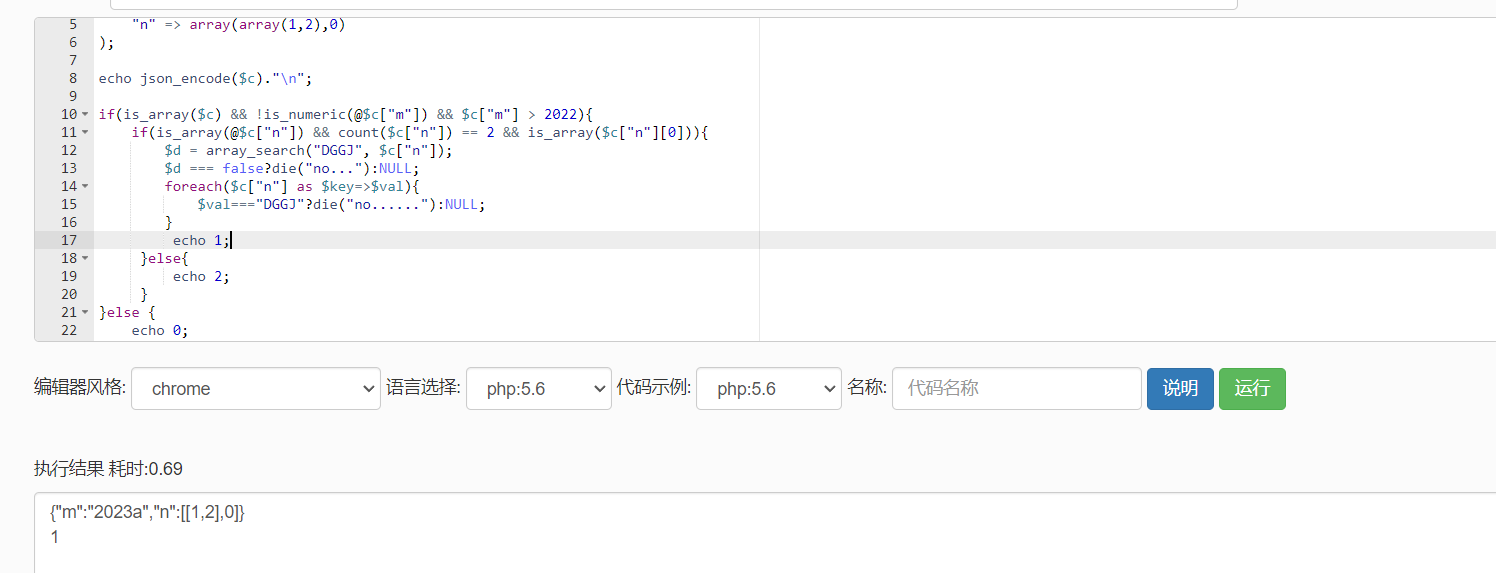 5 "n" => array(array(1,2),0)
6 );
7
8 echo json_encode($c)."\n";
9
10 if(is_array($c) && !is_numeric(@$c["m"]) && $c["m"] > 2022){
11 if(is_array(@$c["n"]) && count($c["n"]) == 2 && is_array($c["n"][0])){
12 $d = array_search("DGGJ", $c["n"]);
13 $d === false?die("no..."):NULL;
14 foreach($c["n"] as $key=>$val){
15 $val==="DGGJ"?die("no......"):NULL;
16 }
17 echo 1;
18 }else{
19 echo 2;
20 }
21 }else {
22 echo 0;
编辑器风格: chrome 语言选择: php:5.6 代码示例: php:5.6 名称: 代码名称 说明 运行
执行结果 耗时:0.69
{"m":"2023a","n":[[1,2],0]}
1